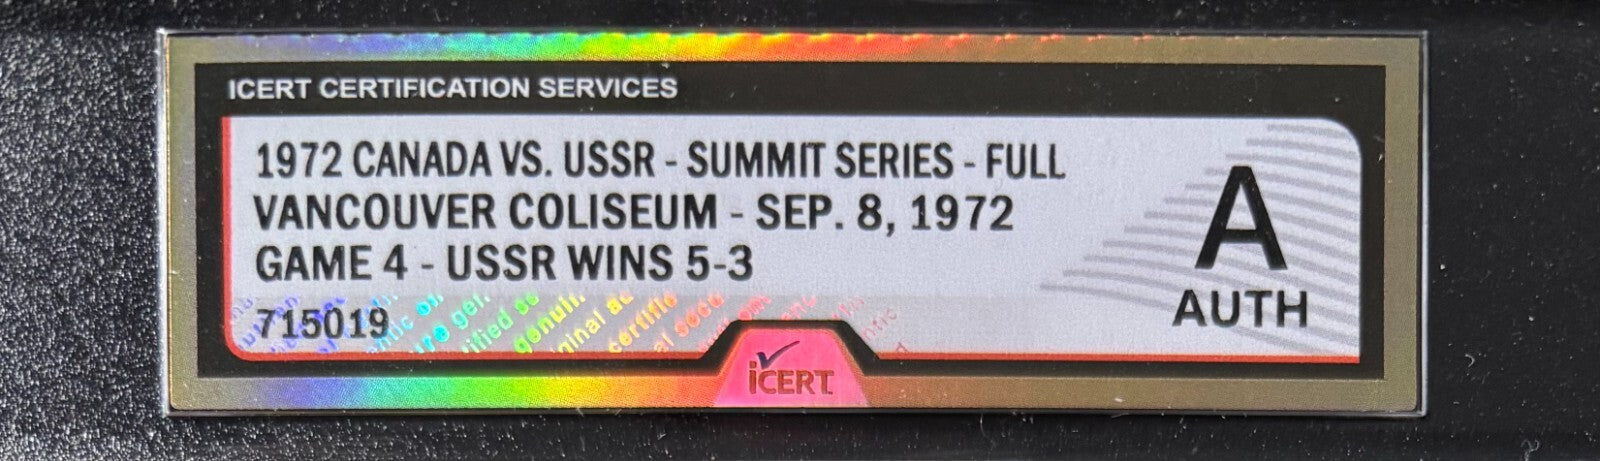 ICERT CERTIFICATION SERVICES
1972 CANADA VS. USSR - SUMMIT SERIES - FULL
VANCOUVER COLISEUM - SEP. 8, 1972
GAME 4 - USSR WINS 5-3
715019
A
AUTH
iCERT